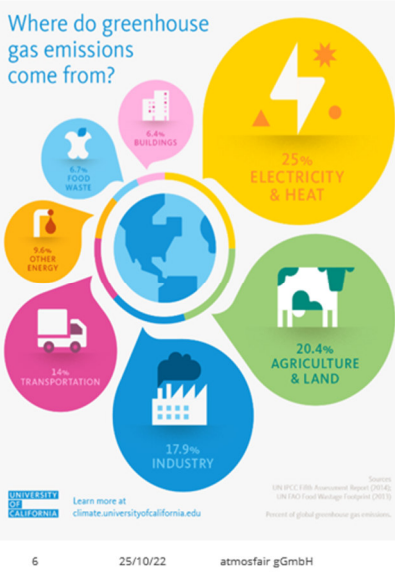 Where do greenhouse
gas emissions
come from?
6.4%
BUILDINGS
25%
ELECTRICITY
& HEAT
6.7%
FOOD
WASTE
9.6%
OTHER
ENERGY
20.4%
AGRICULTURE
& LAND
14%
TRANSPORTATION
17.9%
INDUSTRY
Sources
UN IPCC Fifth Assessment Report (2014);
UN FAO Food Wastage Footprint (2011)
UNIVERSITY
OF
CALIFORNIA
Learn more at
climate.universityofcalifornia.edu
Percent of global greenhouse gas emissions.
6
25/10/22
atmosfair gGmbH